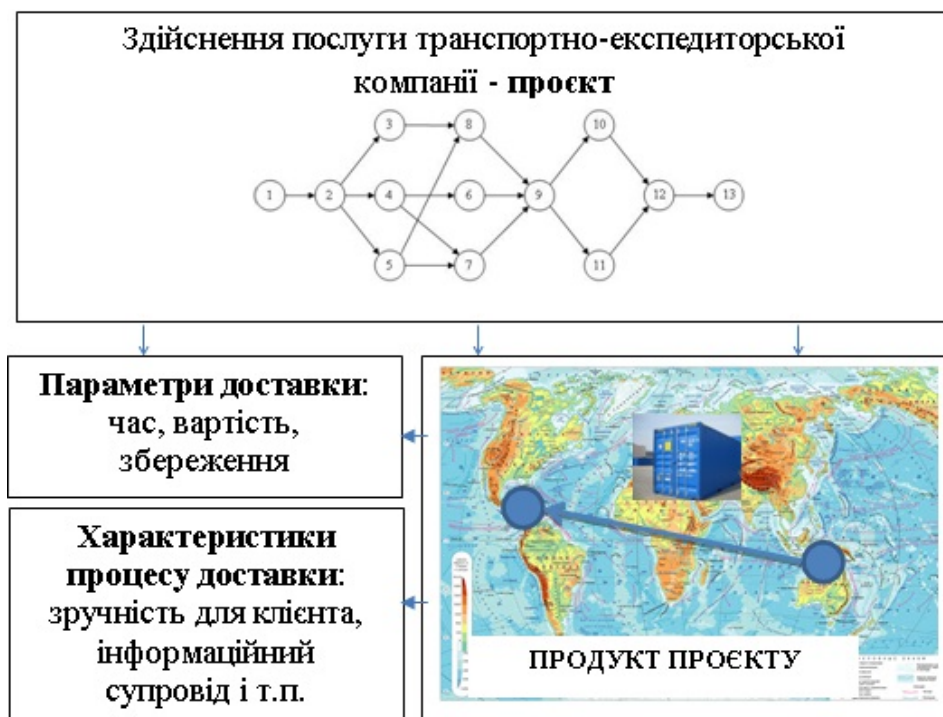 Здійснення послуги транспортно-експедиторської
компанії - проєкт
3 8 10
1 2 4 6 9 12 13
5 7 11
Параметри доставки:
час, вартість,
збереження
Характеристики
процесу доставки:
зручність для клієнта,
інформаційний
супровід і т.п.
ПРОДУКТ ПРОЄКТУ